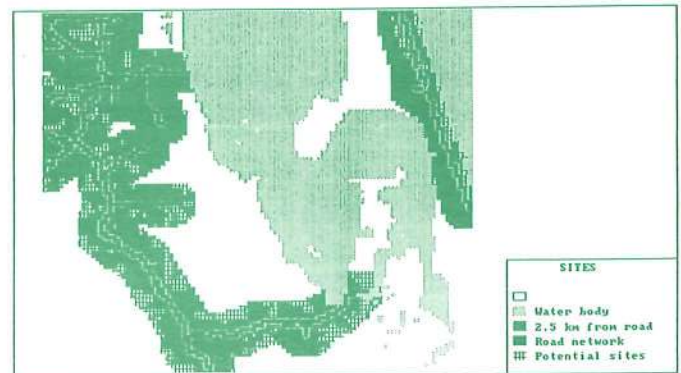 SITES
Water body
2.5 km from road
Road network
Potential sites